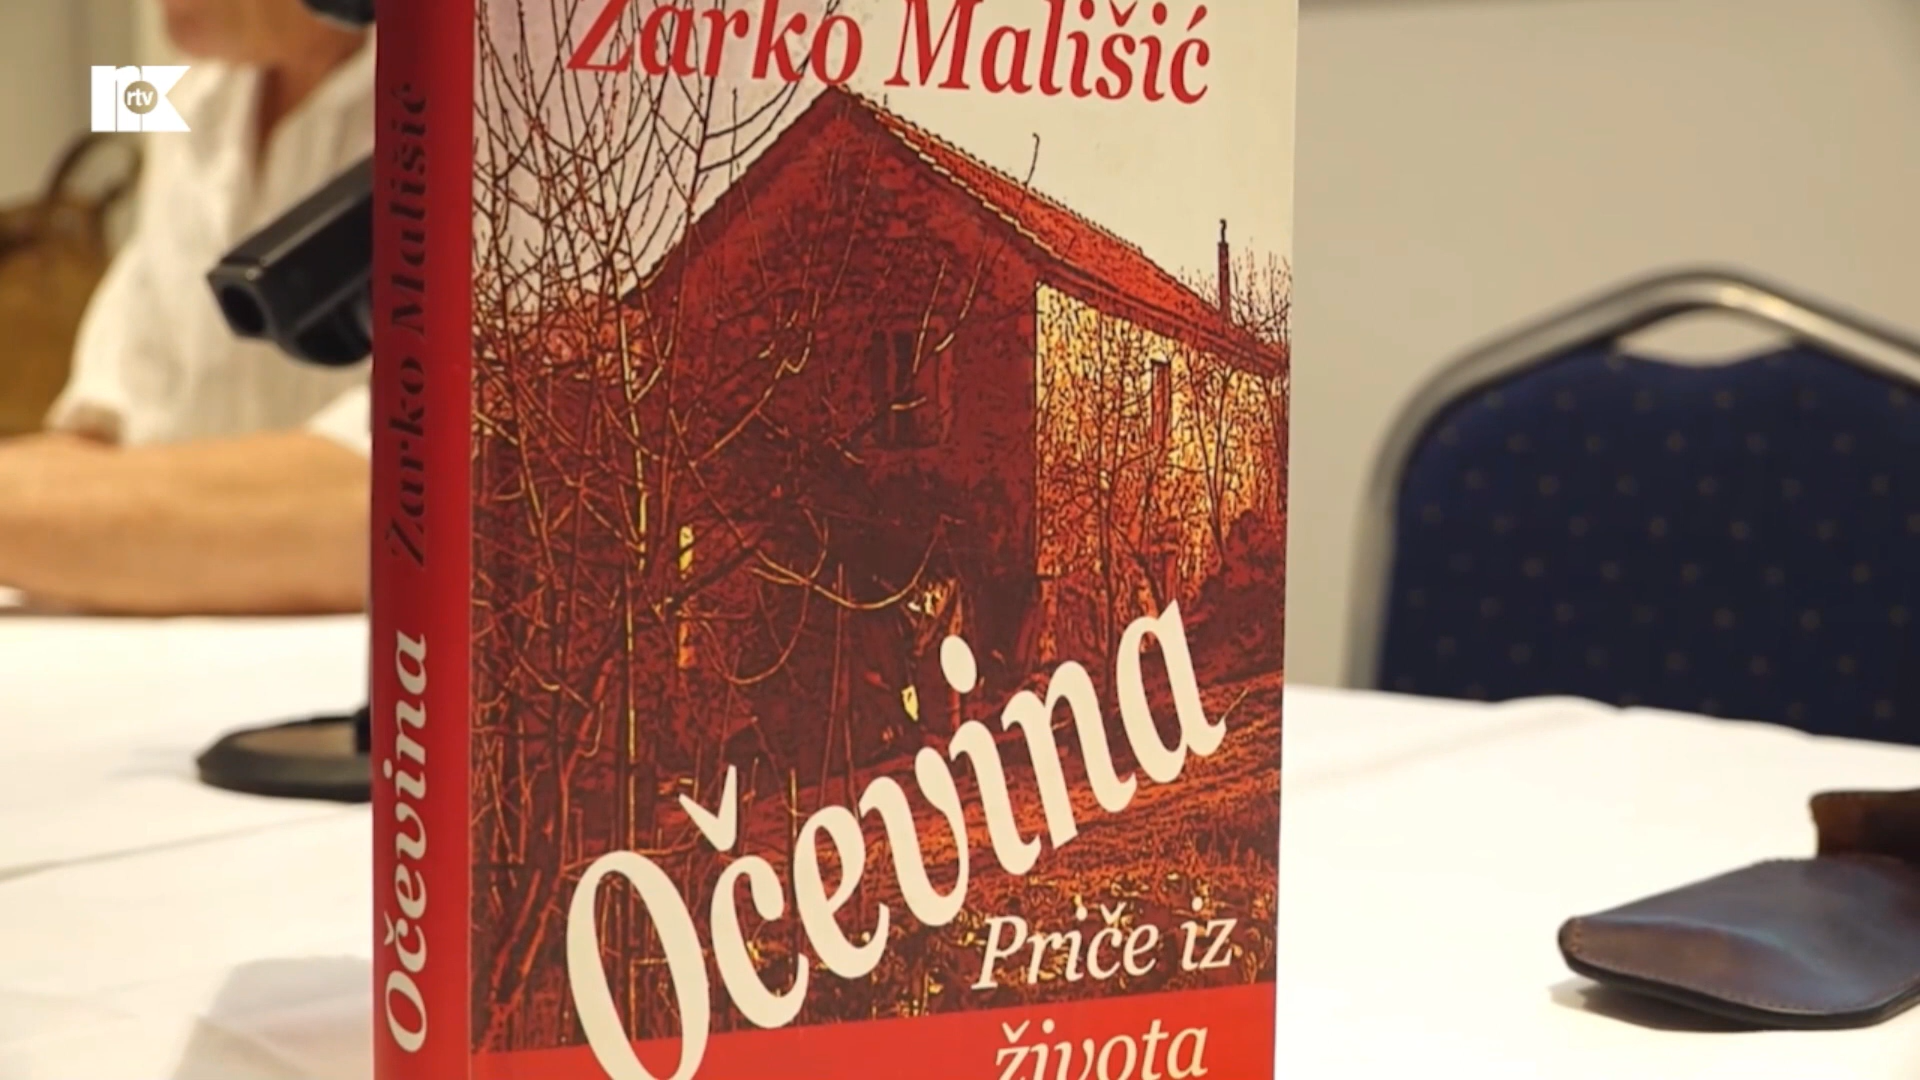 rtv
Žarko Mališić
Očevina
Priče iz
života
Očevina Žarko Mališić